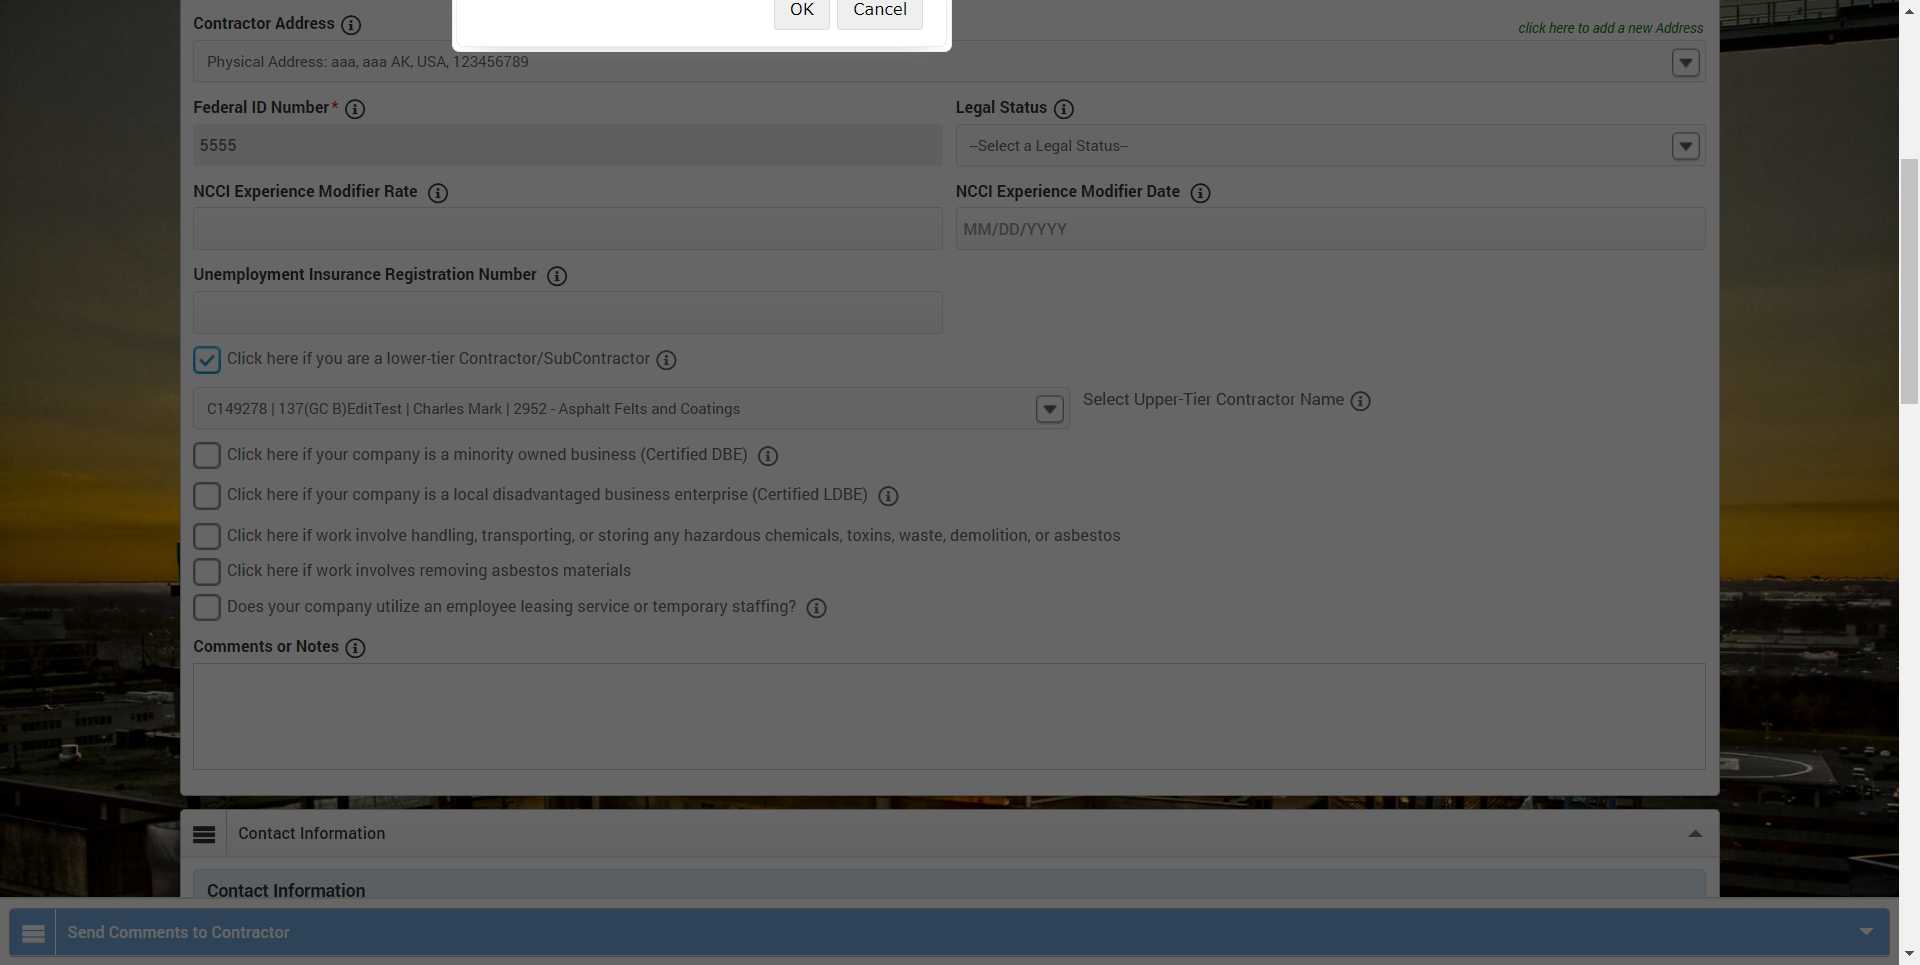 OK Cancel
Contractor Address
click here to add a new Address
Physical Address: aaa, aaa AK, USA, 123456789
Federal ID Number*
Legal Status
5555
--Select a Legal Status--
NCCI Experience Modifier Rate
NCCI Experience Modifier Date
MM/DD/YYYY
Unemployment Insurance Registration Number
Click here if you are a lower-tier Contractor/SubContractor
C149278 | 137(GC B)EditTest | Charles Mark | 2952 - Asphalt Felts and Coatings
Select Upper-Tier Contractor Name
Click here if your company is a minority owned business (Certified DBE)
Click here if your company is a local disadvantaged business enterprise (Certified LDBE)
Click here if work involve handling, transporting, or storing any hazardous chemicals, toxins, waste, demolition, or asbestos
Click here if work involves removing asbestos materials
Does your company utilize an employee leasing service or temporary staffing?
Comments or Notes
Contact Information
Contact Information
Send Comments to Contractor